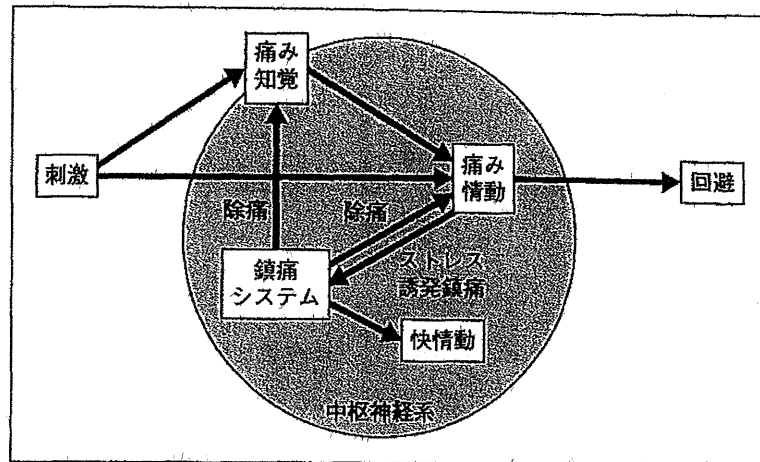 痛み
知覚
刺激
痛み
情動
回避
除痛
除痛
鎮痛
システム
ストレス
誘発鎮痛
快情動
中枢神経系